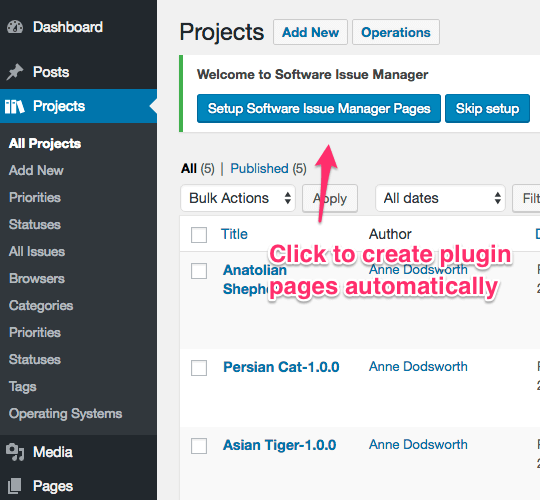 Dashboard
Posts
Projects
All Projects
Add New
Priorities
Statuses
All Issues
Browsers
Categories
Priorities
Statuses
Tags
Operating Systems
Media
Pages
Projects Add New Operations
Welcome to Software Issue Manager
Setup Software Issue Manager Pages Skip setup
All (5) | Published (5)
Bulk Actions Apply All dates
Title Author
Click to create plugin
pages automatically
Anatolian Anne Dodsworth
Persian Cat-1.0.0 Anne Dodsworth
Asian Tiger-1.0.0 Anne Dodsworth